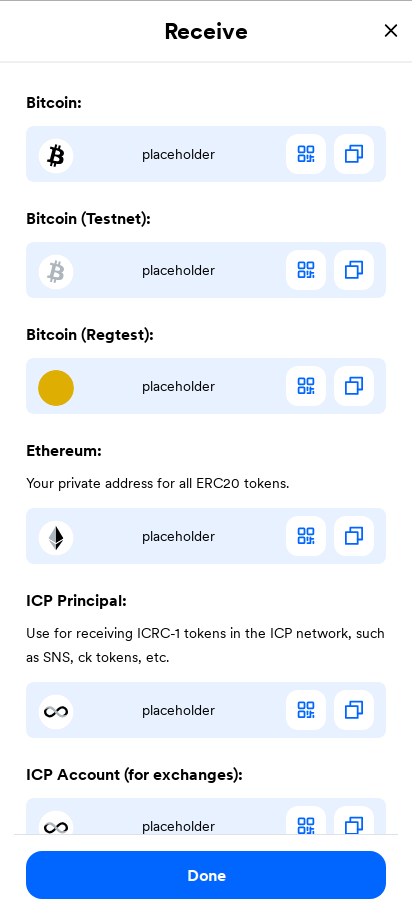 Receive
Bitcoin:
placeholder
Bitcoin (Testnet):
placeholder
Bitcoin (Regtest):
placeholder
Ethereum:
Your private address for all ERC20 tokens.
placeholder
ICP Principal:
Use for receiving ICRC-1 tokens in the ICP network, such
as SNS, ck tokens, etc.
placeholder
ICP Account (for exchanges):
placeholder
Done